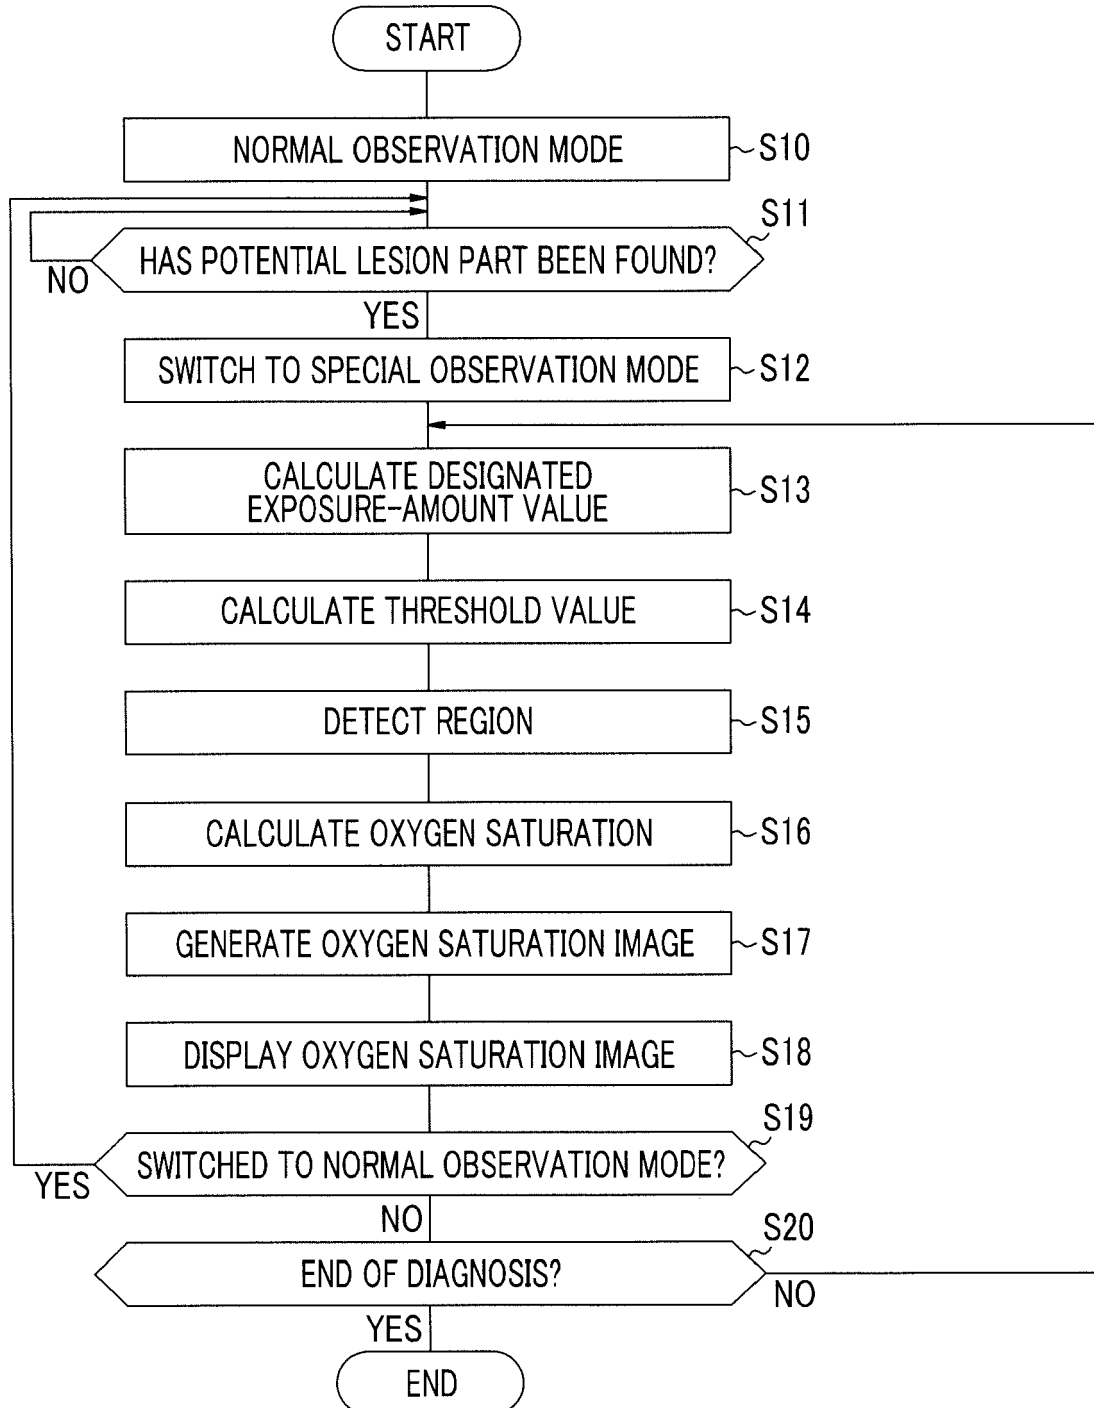 START
NORMAL OBSERVATION MODE
S10
S11
HAS POTENTIAL LESION PART BEEN FOUND?
NO
YES
SWITCH TO SPECIAL OBSERVATION MODE
S12
CALCULATE DESIGNATED
EXPOSURE-AMOUNT VALUE
S13
CALCULATE THRESHOLD VALUE
S14
DETECT REGION
S15
CALCULATE OXYGEN SATURATION
S16
GENERATE OXYGEN SATURATION IMAGE
S17
DISPLAY OXYGEN SATURATION IMAGE
S18
S19
SWITCHED TO NORMAL OBSERVATION MODE?
YES
NO
S20
END OF DIAGNOSIS?
NO
YES
END